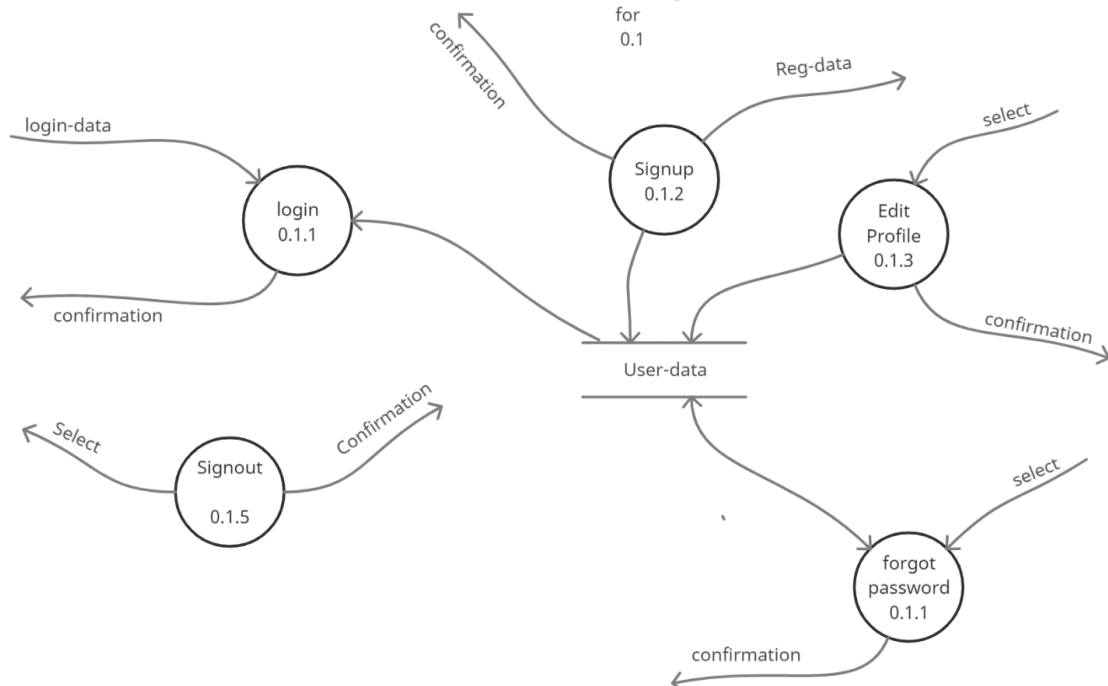 for
0.1
confirmation
Reg-data
select
login-data
Signup
0.1.2
login
0.1.1
Edit
Profile
0.1.3
confirmation
confirmation
User-data
Select
Confirmation
Signout
0.1.5
select
forgot
password
0.1.1
confirmation